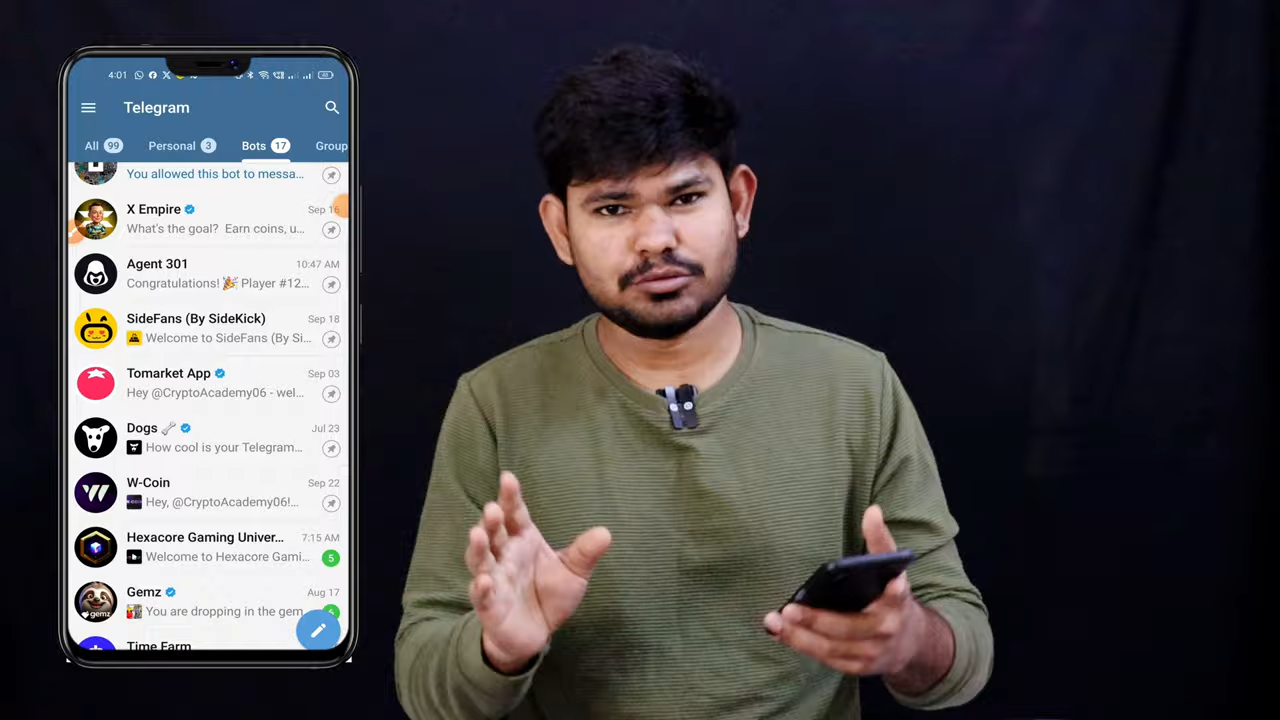 4:01
Telegram
All 99 Personal 3 Bots 17 Group
You allowed this bot to messa...
X Empire Sep 16
What's the goal? Earn coins, u...
Agent 301 10:47 AM
Congratulations! 🎉 Player #12...
SideFans (By SideKick) Sep 18
Welcome to SideFans (By Si...
Tomarket App Sep 03
Hey @CryptoAcademy06 - wel...
Dogs 🦴 Jul 23
How cool is your Telegram...
W-Coin Sep 22
Hey, @CryptoAcademy06!...
Hexacore Gaming Univer... 7:15 AM
Welcome to Hexacore Gami... 5
Gemz Aug 17
You are dropping in the gem
gemz
Time Farm